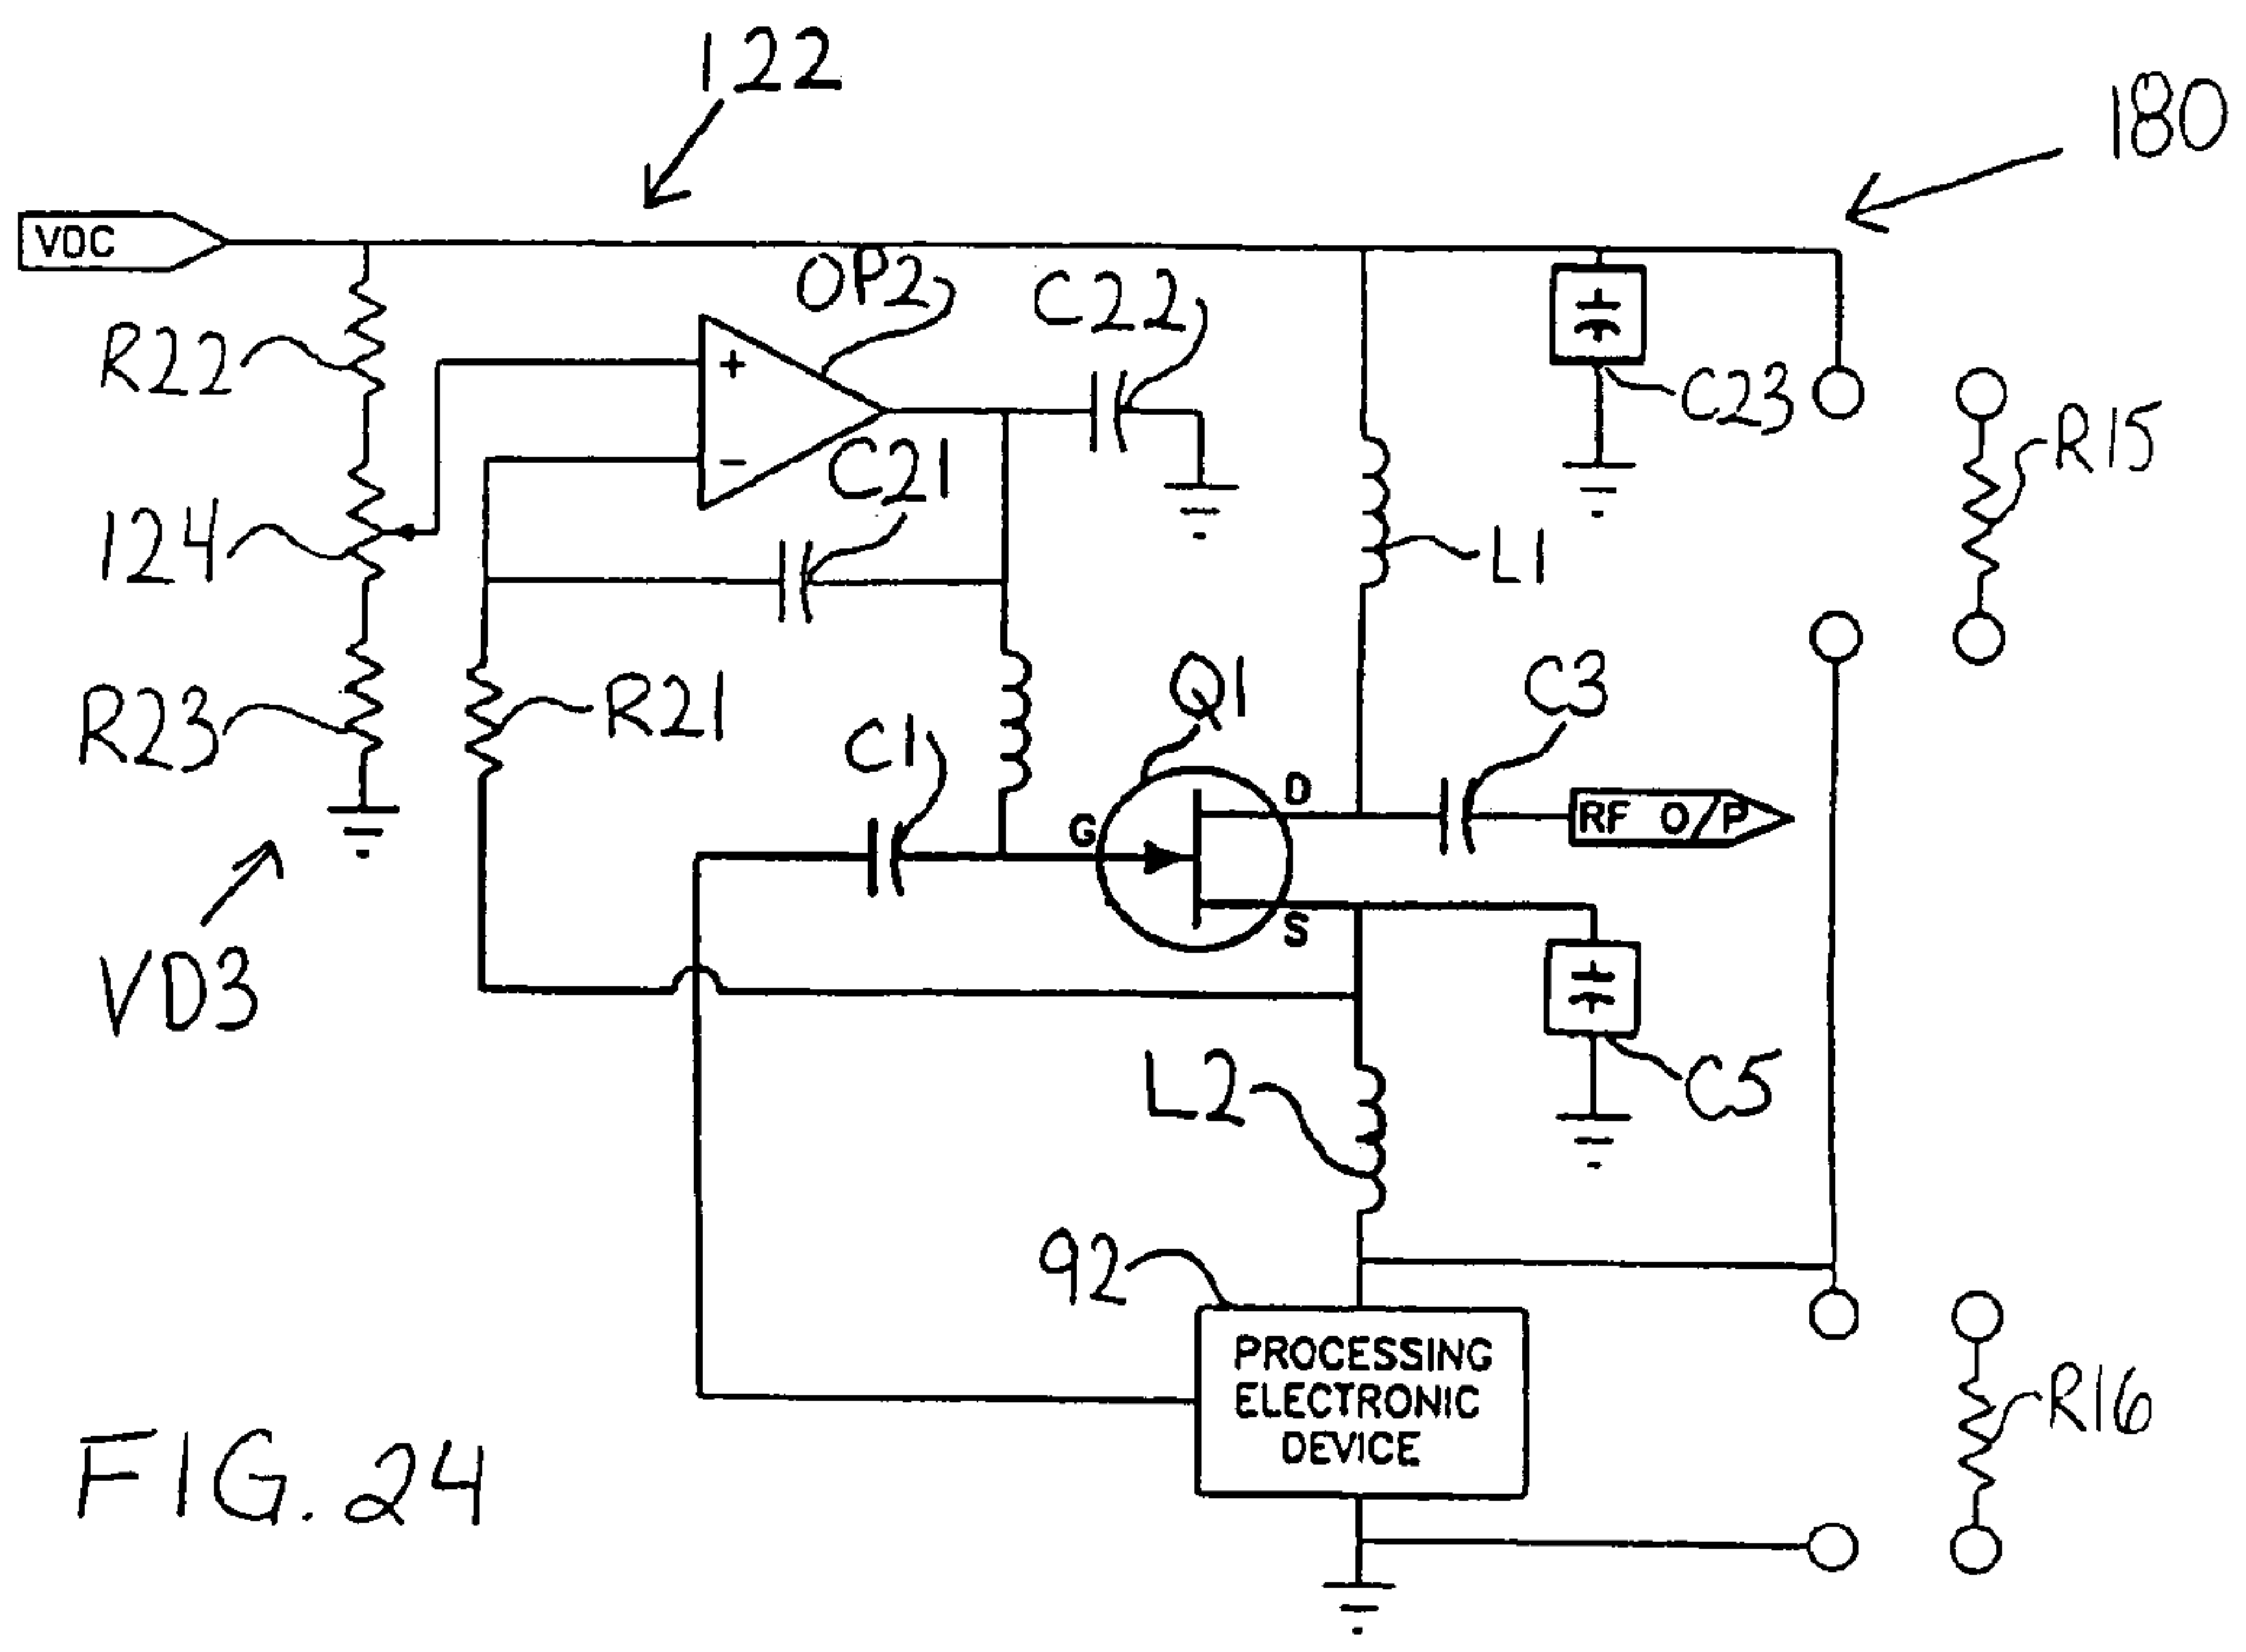 122
180
VDC
OP2
C22
R22
C23
R15
C21
124
L1
R21
Q1
C3
R23
C1
D
G
RF O/P
S
VD3
L2
C5
92
PROCESSING
ELECTRONIC
DEVICE
R16
FIG. 24
+
−